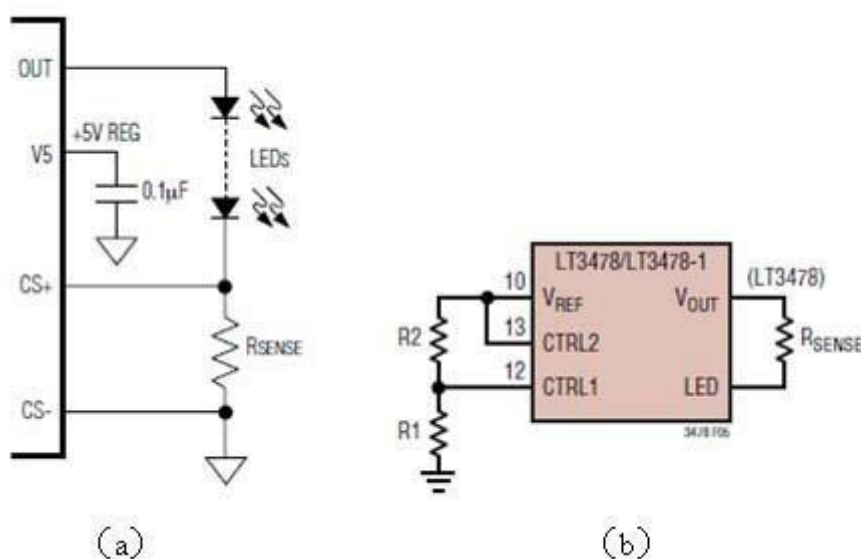 OUT
+5V REG
V5
0.1µF
LEDs
CS+
RSENSE
CS-
(a)
LT3478/LT3478-1
(LT3478)
10
VREF
VOUT
R2
13
CTRL2
RSENSE
12
CTRL1
LED
R1
(b)